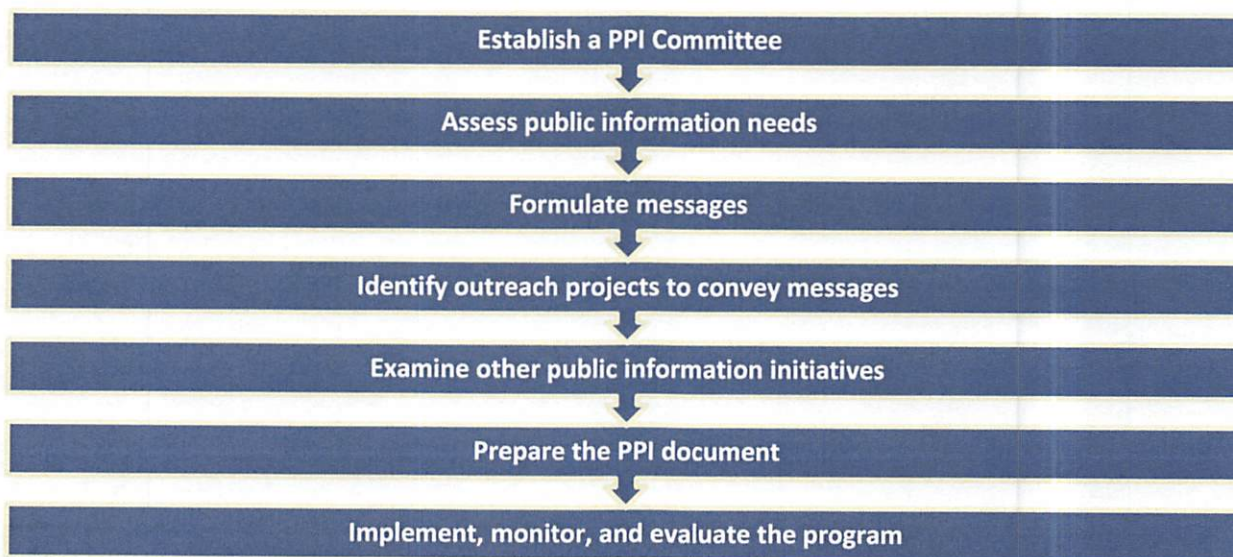 Establish a PPI Committee
Assess public information needs
Formulate messages
Identify outreach projects to convey messages
Examine other public information initiatives
Prepare the PPI document
Implement, monitor, and evaluate the program